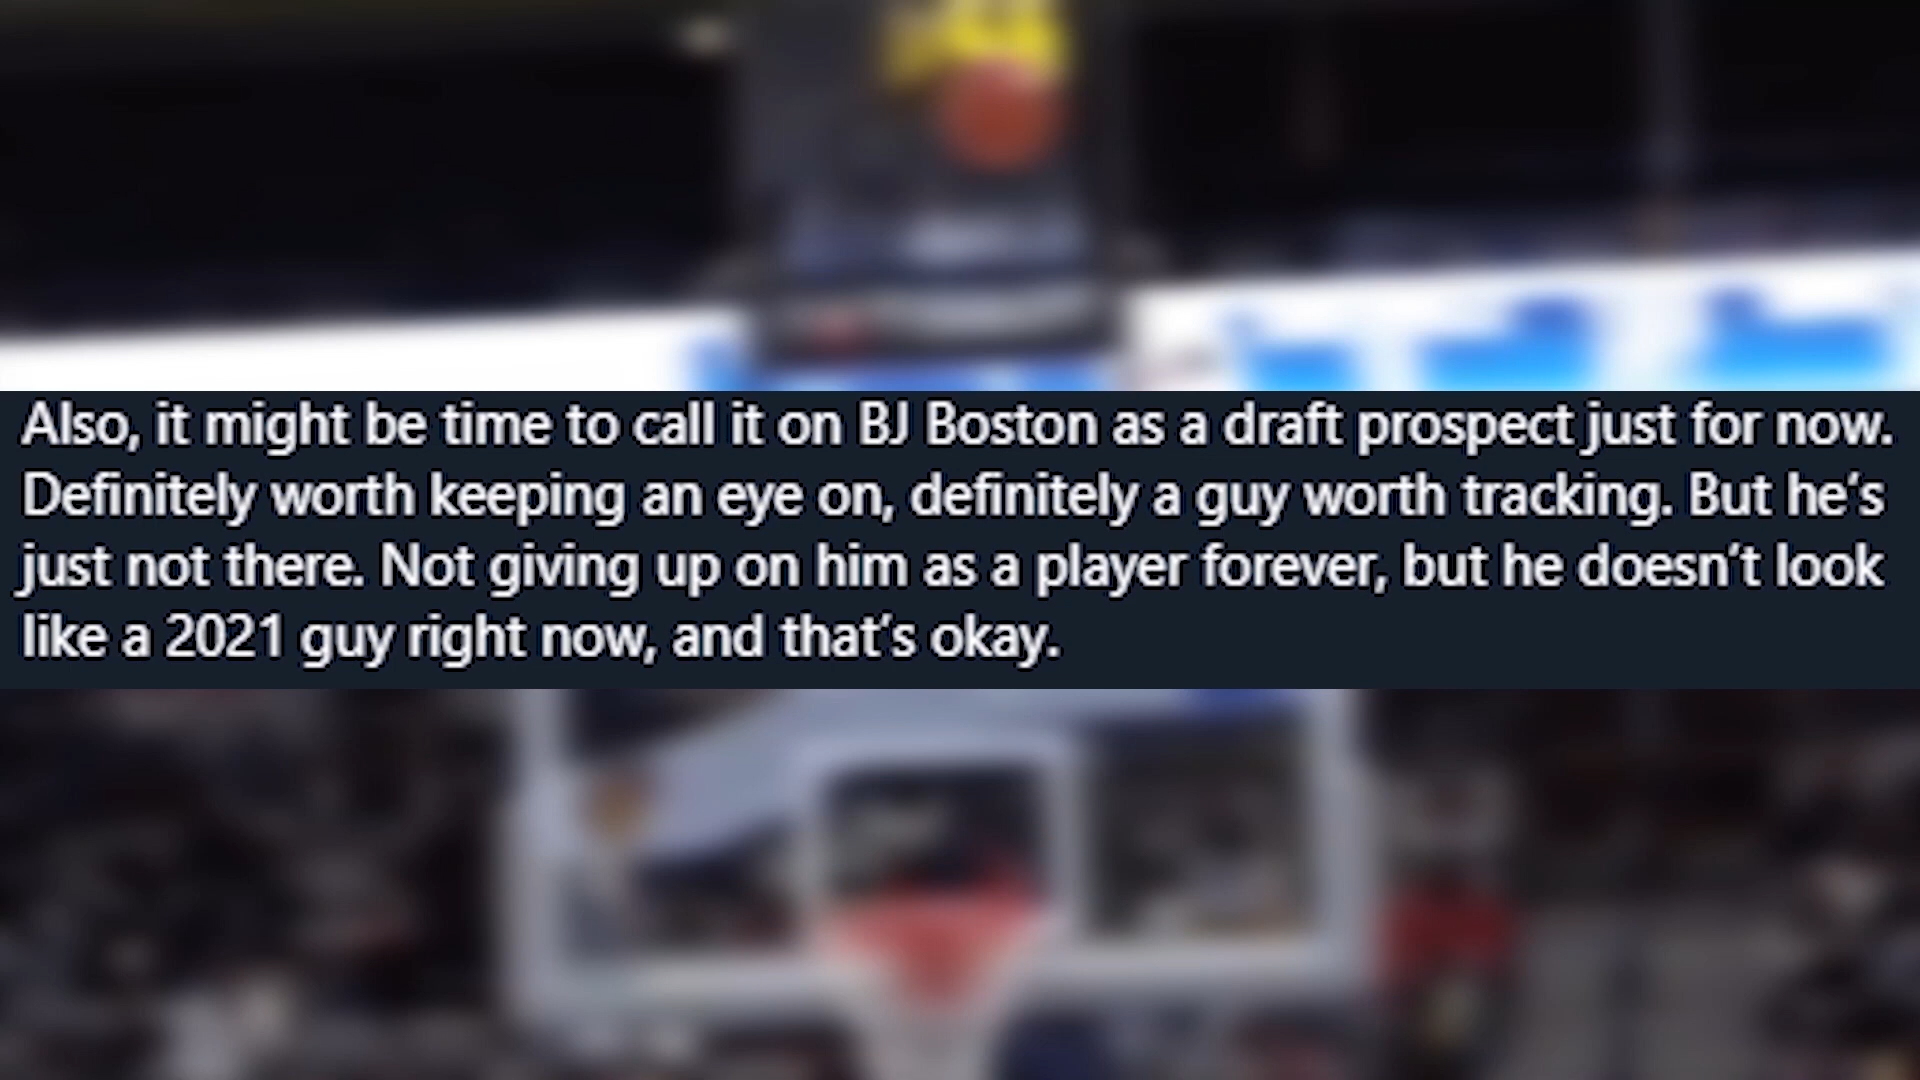 Also, it might be time to call it on BJ Boston as a draft prospect just for now.
Definitely worth keeping an eye on, definitely a guy worth tracking. But he’s
just not there. Not giving up on him as a player forever, but he doesn’t look
like a 2021 guy right now, and that’s okay.